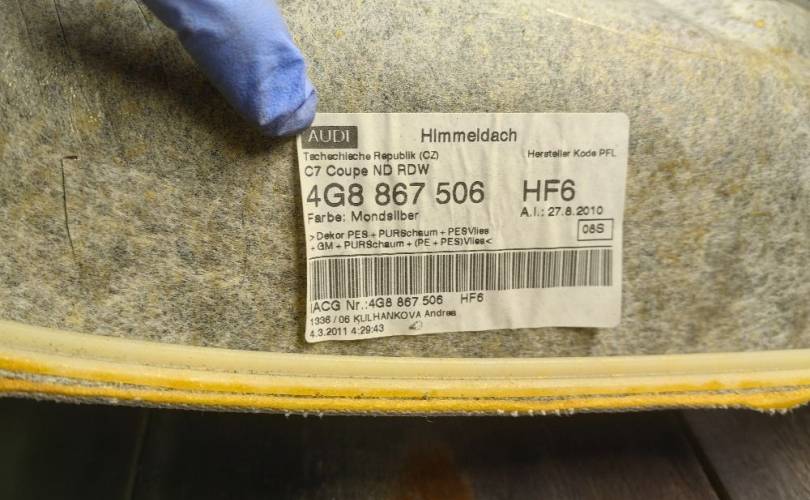 AUDI Himmeldach
Tschechische Republik (CZ) Hersteller Kode PFL
C7 Coupe ND RDW
4G8 867 506 HF6
Farbe: Mondsilber A.I.: 27.8.2010
>Dekor PES + PURSchaum + PESVlies 08S
+GM + PURSchaum + (PE + PES)Vlies<
IACG Nr.:4G8 867 506 HF6
1336 / 06 KULHANKOVA Andrea
4.3.2011 4:29:43